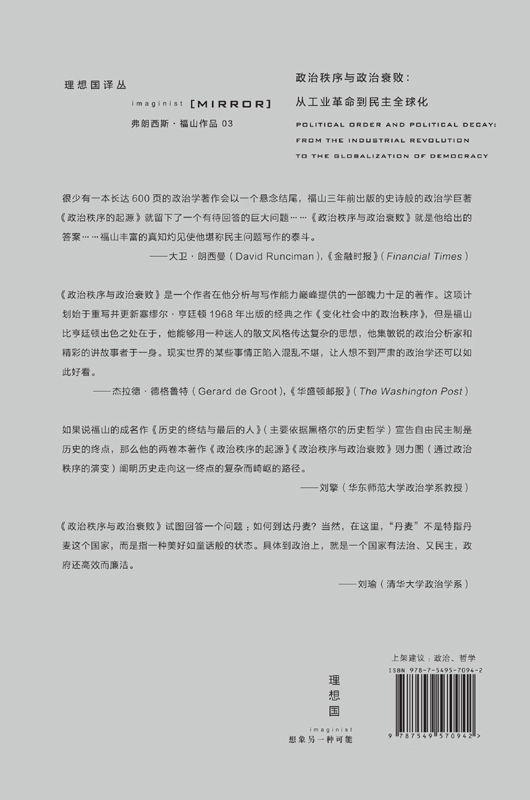 理想国译丛
imaginist [MIRROR]
弗朗西斯·福山作品 03
政治秩序与政治衰败：
从工业革命到民主全球化
POLITICAL ORDER AND POLITICAL DECAY:
FROM THE INDUSTRIAL REVOLUTION
TO THE GLOBALIZATION OF DEMOCRACY
很少有一本长达 600 页的政治学著作会以一个悬念结尾，福山三年前出版的史诗般的政治学巨著
《政治秩序的起源》就留下了一个有待回答的巨大问题……《政治秩序与政治衰败》就是他给出的
答案……福山丰富的真知灼见使他堪称民主问题写作的泰斗。
——大卫·朗西曼（David Runciman），《金融时报》（Financial Times）
《政治秩序与政治衰败》是一个作者在他分析与写作能力巅峰提供的一部魄力十足的著作。这项计
划始于重写并更新塞缪尔·亨廷顿 1968 年出版的经典之作《变化社会中的政治秩序》，但是福山
比亨廷顿出色之处在于，他能够用一种迷人的散文风格传达复杂的思想，他集敏锐的政治分析家和
精彩的讲故事者于一身。现实世界的某些事情正陷入混乱不堪，让人想不到严肃的政治学还可以如
此好看。
——杰拉德·德格鲁特（Gerard de Groot），《华盛顿邮报》（The Washington Post）
如果说福山的成名作《历史的终结与最后的人》（主要依据黑格尔的历史哲学）宣告自由民主制是
历史的终点，那么他的两卷本著作《政治秩序的起源》《政治秩序与政治衰败》则力图（通过政治
秩序的演变）阐明历史走向这一终点的复杂而崎岖的路径。
——刘擎（华东师范大学政治学系教授）
《政治秩序与政治衰败》试图回答一个问题：如何到达丹麦？当然，在这里，“丹麦”不是特指丹
麦这个国家，而是指一种美好如童话般的状态。具体到政治上，就是一个国家有法治、又民主，政
府还高效而廉洁。
——刘瑜（清华大学政治学系）
上架建议：政治、哲学
ISBN 978-7-5495-7094-2
9 787549 570942 >
理想国
imaginist
想象另一种可能